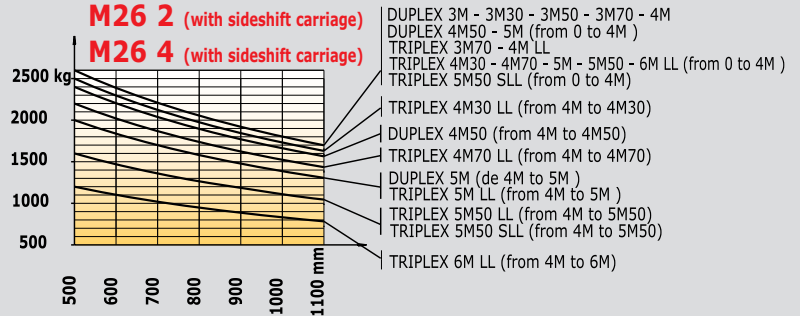 M26 2 (with sideshift carriage)
M26 4 (with sideshift carriage)
2500 kg
2000
1500
1000
500
500
600
700
800
900
1000
1100 mm
DUPLEX 3M - 3M30 - 3M50 - 3M70 - 4M
DUPLEX 4M50 - 5M (from 0 to 4M )
TRIPLEX 3M70 - 4M LL
TRIPLEX 4M30 - 4M70 - 5M - 5M50 - 6M LL (from 0 to 4M )
TRIPLEX 5M50 SLL (from 0 to 4M)
TRIPLEX 4M30 LL (from 4M to 4M30)
DUPLEX 4M50 (from 4M to 4M50)
TRIPLEX 4M70 LL (from 4M to 4M70)
DUPLEX 5M (de 4M to 5M )
TRIPLEX 5M LL (from 4M to 5M )
TRIPLEX 5M50 LL (from 4M to 5M50)
TRIPLEX 5M50 SLL (from 4M to 5M50)
TRIPLEX 6M LL (from 4M to 6M)